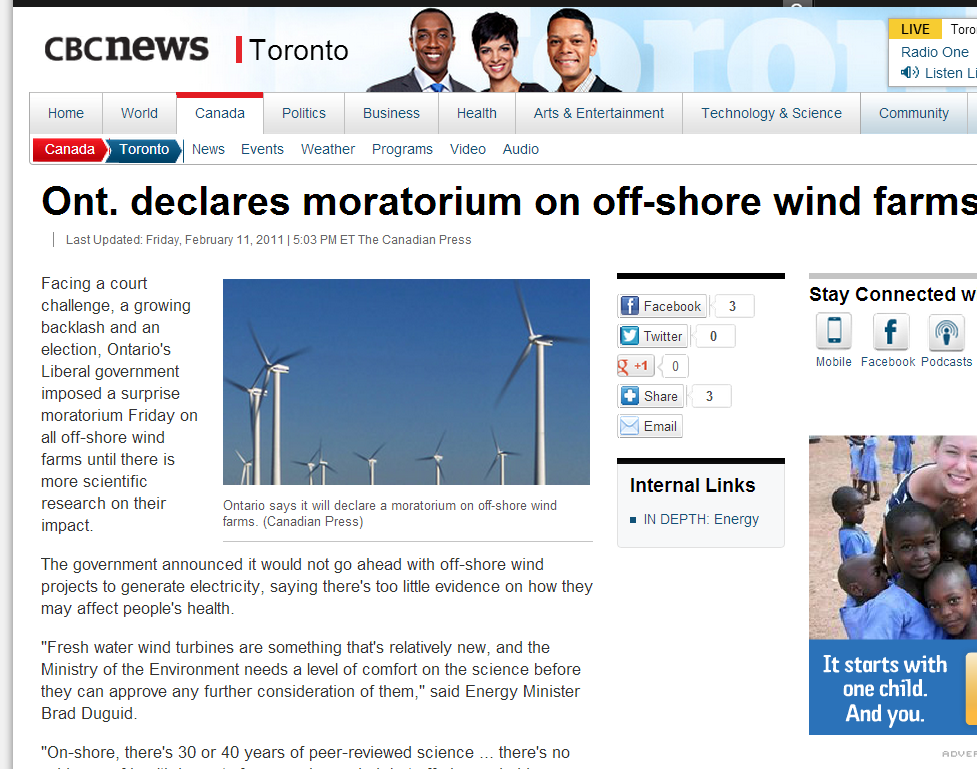 CBCnews Toronto
LIVE
Radio One
Listen
Home World Canada Politics Business Health Arts & Entertainment Technology & Science Community
Canada Toronto News Events Weather Programs Video Audio
Ont. declares moratorium on off-shore wind farms
Last Updated: Friday, February 11, 2011 | 5:03 PM ET The Canadian Press
Facing a court
challenge, a growing
backlash and an
election, Ontario's
Liberal government
imposed a surprise
moratorium Friday on
all off-shore wind
farms until there is
more scientific
research on their
impact.
Ontario says it will declare a moratorium on off-shore wind
farms. (Canadian Press)
The government announced it would not go ahead with off-shore wind
projects to generate electricity, saying there's too little evidence on how they
may affect people's health.
"Fresh water wind turbines are something that's relatively new, and the
Ministry of the Environment needs a level of comfort on the science before
they can approve any further consideration of them," said Energy Minister
Brad Duguid.
"On-shore, there's 30 or 40 years of peer-reviewed science ... there's no
Facebook 3
Twitter 0
+1 0
Share 3
Email
Internal Links
IN DEPTH: Energy
Stay Connected
Mobile Facebook Podcasts
It starts with
one child.
And you.